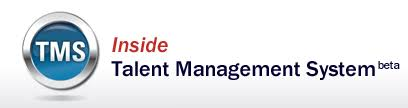 TMS
Inside
Talent Management System beta